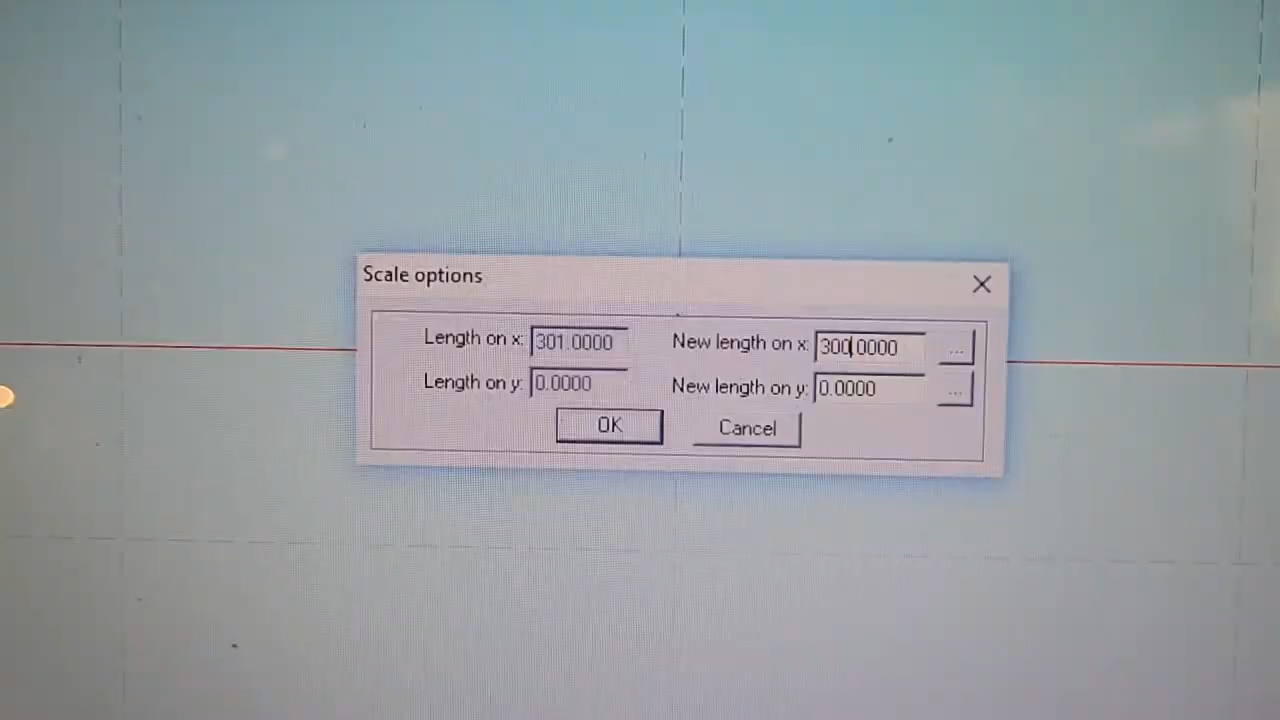 Scale options
Length on x: 301.0000 New length on x: 300.0000 ...
Length on y: 0.0000 New length on y: 0.0000 ...
OK Cancel